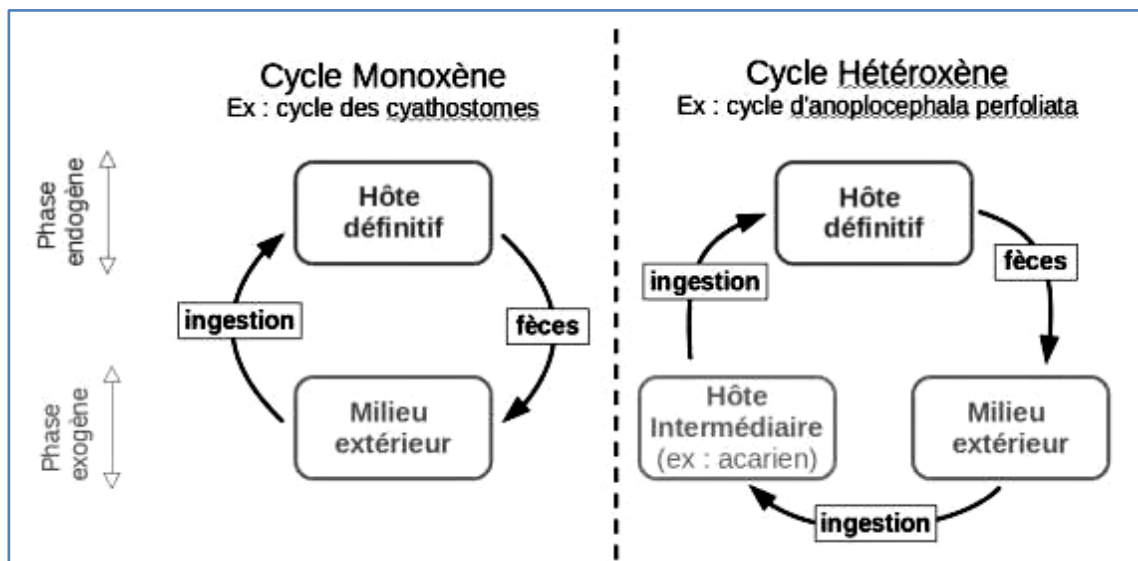 Cycle Monoxène
Ex : cycle des cyathostomes
Phase
endogène
Hôte
définitif
ingestion
fèces
Phase
exogène
Milieu
extérieur
Cycle Hétéroxène
Ex : cycle d'anoplocephala perfoliata
Hôte
définitif
ingestion
fèces
Hôte
Intermédiaire
(ex : acarien)
Milieu
extérieur
ingestion